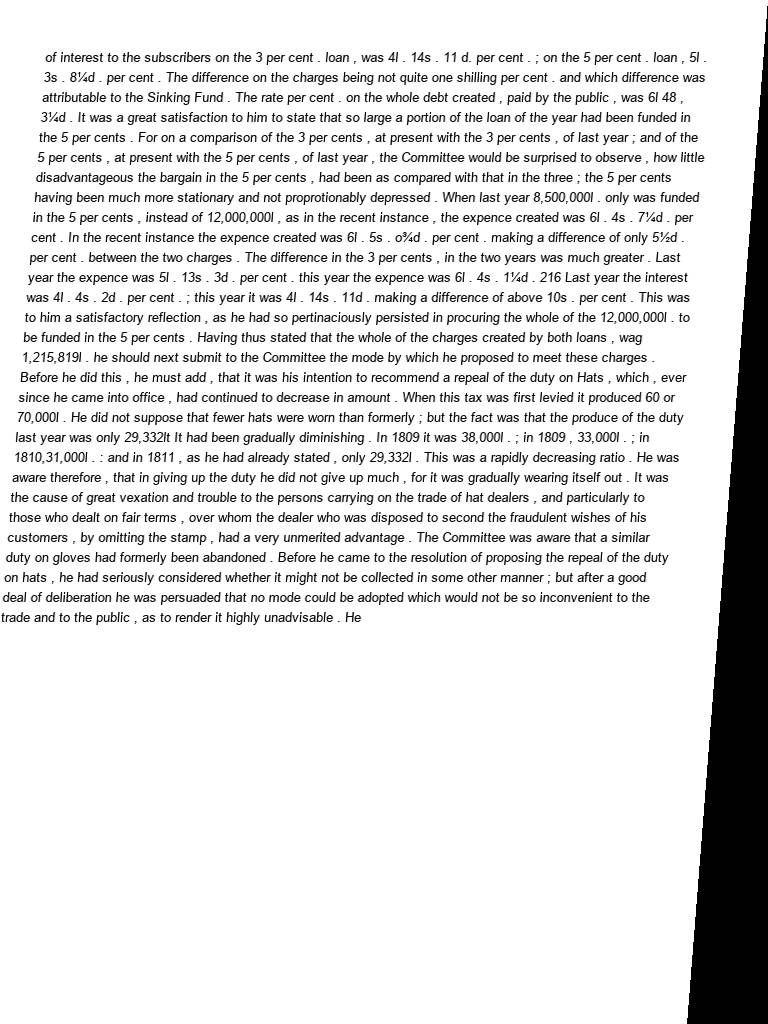 of interest to the subscribers on the 3 per cent . loan , was 4l . 14s . 11 d. per cent . ; on the 5 per cent . loan , 5l .
3s . 8¼d . per cent . The difference on the charges being not quite one shilling per cent . and which difference was
attributable to the Sinking Fund . The rate per cent . on the whole debt created , paid by the public , was 6l 48 ,
3¼d . It was a great satisfaction to him to state that so large a portion of the loan of the year had been funded in
the 5 per cents . For on a comparison of the 3 per cents , at present with the 3 per cents , of last year ; and of the
5 per cents , at present with the 5 per cents , of last year , the Committee would be surprised to observe , how little
disadvantageous the bargain in the 5 per cents , had been as compared with that in the three ; the 5 per cents
having been much more stationary and not proprotionably depressed . When last year 8,500,000l . only was funded
in the 5 per cents , instead of 12,000,000l , as in the recent instance , the expence created was 6l . 4s . 7¼d . per
cent . In the recent instance the expence created was 6l . 5s . o¾d . per cent . making a difference of only 5½d .
per cent . between the two charges . The difference in the 3 per cents , in the two years was much greater . Last
year the expence was 5l . 13s . 3d . per cent . this year the expence was 6l . 4s . 1¼d . 216 Last year the interest
was 4l . 4s . 2d . per cent . ; this year it was 4l . 14s . 11d . making a difference of above 10s . per cent . This was
to him a satisfactory reflection , as he had so pertinaciously persisted in procuring the whole of the 12,000,000l . to
be funded in the 5 per cents . Having thus stated that the whole of the charges created by both loans , wag
1,215,819l . he should next submit to the Committee the mode by which he proposed to meet these charges .
Before he did this , he must add , that it was his intention to recommend a repeal of the duty on Hats , which , ever
since he came into office , had continued to decrease in amount . When this tax was first levied it produced 60 or
70,000l . He did not suppose that fewer hats were worn than formerly ; but the fact was that the produce of the duty
last year was only 29,332lt It had been gradually diminishing . In 1809 it was 38,000l . ; in 1809 , 33,000l . ; in
1810,31,000l . : and in 1811 , as he had already stated , only 29,332l . This was a rapidly decreasing ratio . He was
aware therefore , that in giving up the duty he did not give up much , for it was gradually wearing itself out . It was
the cause of great vexation and trouble to the persons carrying on the trade of hat dealers , and particularly to
those who dealt on fair terms , over whom the dealer who was disposed to second the fraudulent wishes of his
customers , by omitting the stamp , had a very unmerited advantage . The Committee was aware that a similar
duty on gloves had formerly been abandoned . Before he came to the resolution of proposing the repeal of the duty
on hats , he had seriously considered whether it might not be collected in some other manner ; but after a good
deal of deliberation he was persuaded that no mode could be adopted which would not be so inconvenient to the
trade and to the public , as to render it highly unadvisable . He